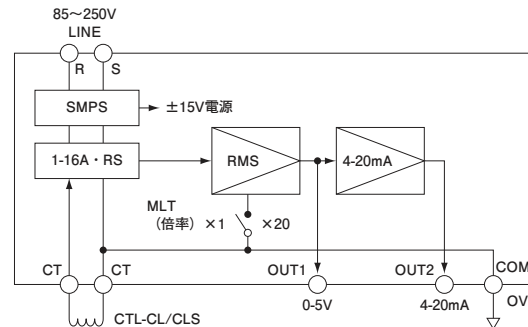 85～250V
LINE
R
S
SMPS
±15V電源
1-16A・RS
RMS
4-20mA
MLT
（倍率）×1
×20
CT
CT
OUT1
OUT2
COM
0-5V
4-20mA
OV
CTL-CL/CLS